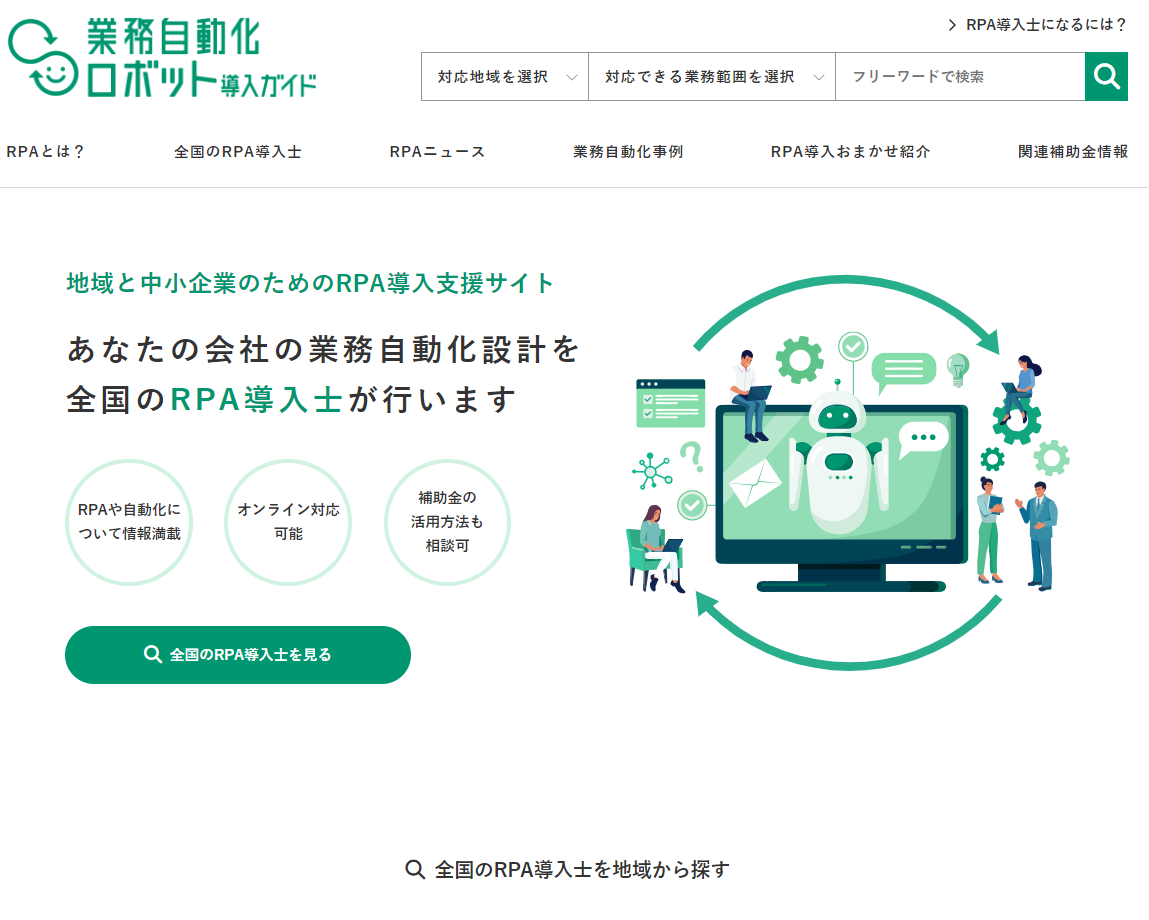 業務自動化
ロボット導入ガイド
RPA導入士になるには？
対応地域を選択
対応できる業務範囲を選択
フリーワードで検索
RPAとは？
全国のRPA導入士
RPAニュース
業務自動化事例
RPA導入おまかせ紹介
関連補助金情報
地域と中小企業のためのRPA導入支援サイト
あなたの会社の業務自動化設計を
全国のRPA導入士が行います
RPAや自動化に
ついて情報満載
オンライン対応
可能
補助金の
活用方法も
相談可
全国のRPA導入士を見る
全国のRPA導入士を地域から探す